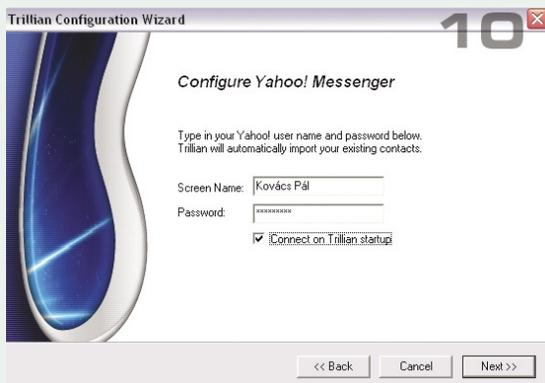 Trillian Configuration Wizard
10
Configure Yahoo! Messenger
Type in your Yahoo! user name and password below.
Trillian will automatically import your existing contacts.
Screen Name: Kovács Pál
Password: xxxxxxxxx
Connect on Trillian startup
<< Back Cancel Next >>